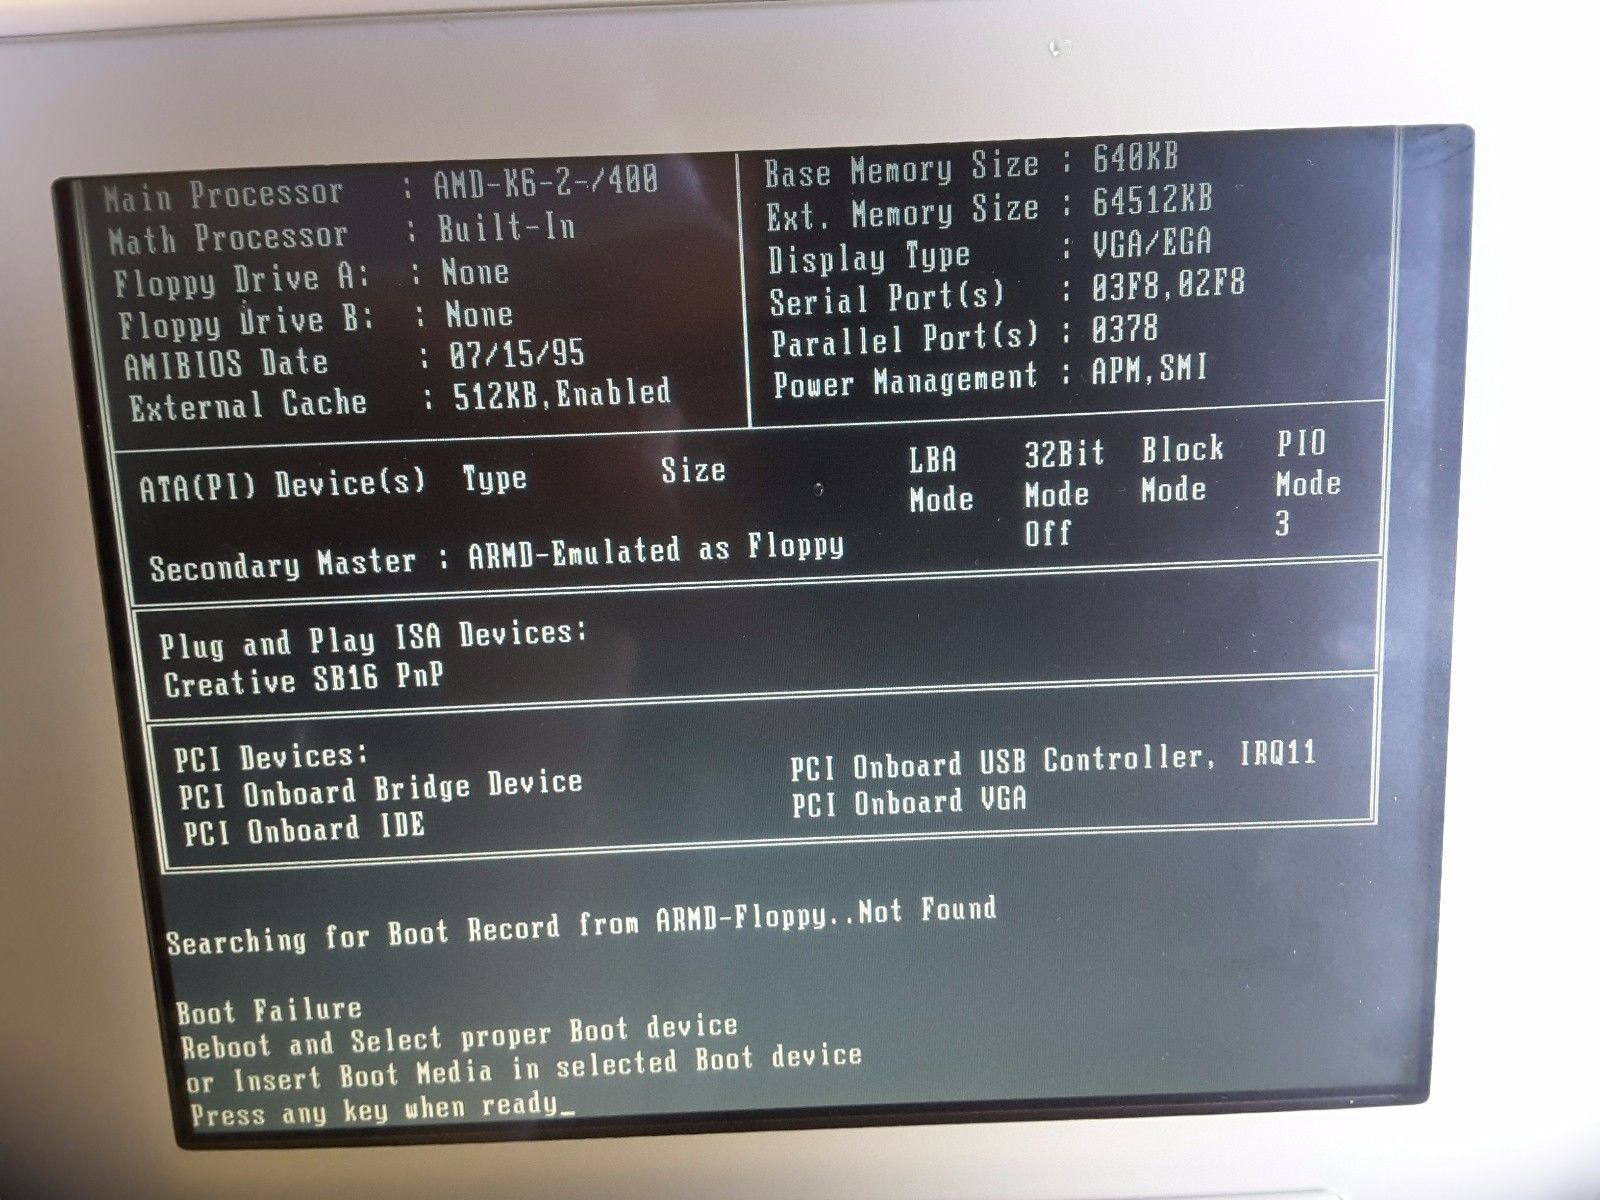 Main Processor : AMD-K6-2-/400
Math Processor : Built-In
Floppy Drive A: : None
Floppy Drive B: : None
AMIBIOS Date : 07/15/95
External Cache : 512KB,Enabled
Base Memory Size : 640KB
Ext. Memory Size : 64512KB
Display Type : VGA/EGA
Serial Port(s) : 03F8,02F8
Parallel Port(s) : 0378
Power Management : APM,SMI
ATA(PI) Device(s) Type Size LBA 32Bit Block PIO
Mode Mode Mode Mode
Secondary Master : ARMD-Emulated as Floppy Off 3
Plug and Play ISA Devices:
Creative SB16 PnP
PCI Devices:
PCI Onboard Bridge Device
PCI Onboard IDE
PCI Onboard USB Controller, IRQ11
PCI Onboard VGA
Searching for Boot Record from ARMD-Floppy..Not Found
Boot Failure
Reboot and Select proper Boot device
or Insert Boot Media in selected Boot device
Press any key when ready_